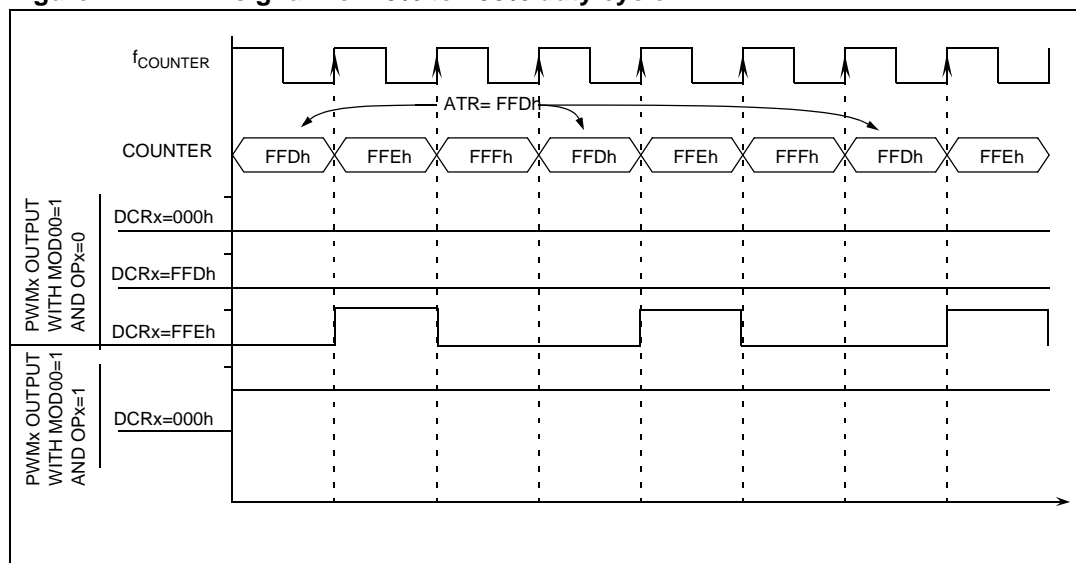 fCOUNTER
ATR= FFDh
COUNTER
FFDh FFEh FFFh FFDh FFEh FFFh FFDh FFEh
PWMx OUTPUT
WITH MOD00=1
AND OPx=0
DCRx=000h
DCRx=FFDh
DCRx=FFEh
PWMx OUTPUT
WITH MOD00=1
AND OPx=1
DCRx=000h